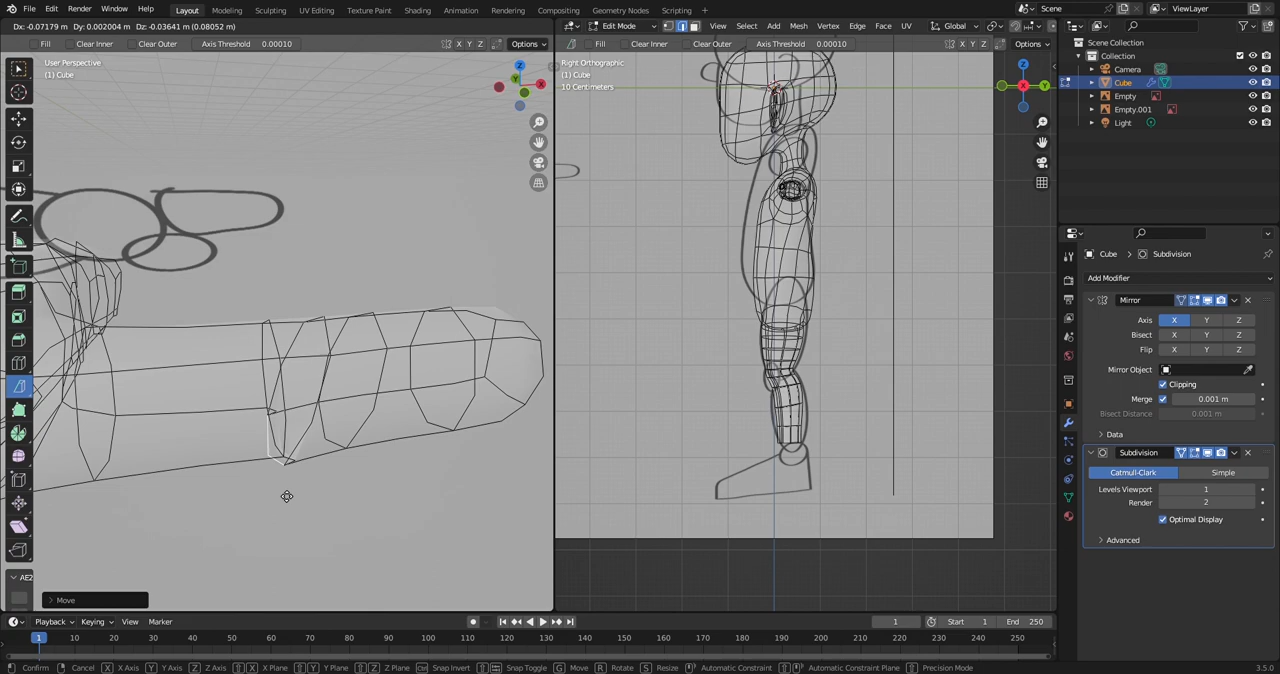 File Edit Render Window Help Layout Modeling Sculpting UV Editing Texture Paint Shading Animation Rendering Compositing Geometry Nodes Scripting + Scene ViewLayer
Dx: -0.07179 m Dy: 0.002004 m Dz: -0.03641 m (0.08052 m) Edit Mode View Select Add Mesh Vertex Edge Face UV Global
Fill Clear Inner Clear Outer Axis Threshold 0.00010 X Y Z Options Fill Clear Inner Clear Outer Axis Threshold 0.00010 X Y Z Options
User Perspective
(1) Cube
Z
X
Y
Right Orthographic
(1) Cube
10 Centimeters
Z
X
Y
Scene Collection
Collection
Camera
Cube
Empty
Empty.001
Light
Cube > Subdivision
Add Modifier
Mirror
Axis X Y Z
Bisect X Y Z
Flip X Y Z
Mirror Object
Clipping
Merge 0.001 m
Bisect Distance 0.001 m
Data
Subdivision
Catmull-Clark Simple
Levels Viewport 1
Render 2
Optimal Display
Advanced
AE2
Move
Playback Keying View Marker 1 Start 1 End 250
1 10 20 30 40 50 60 70 80 90 100 110 120 130 140 150 160 170 180 190 200 210 220 230 240 250
Confirm Cancel X X Axis Y Y Axis Z Z Axis X X Plane Y Y Plane Z Z Plane Ctrl Snap Invert Snap Toggle G Move R Rotate S Resize Automatic Constraint Automatic Constraint Plane Precision Mode 3.5.0